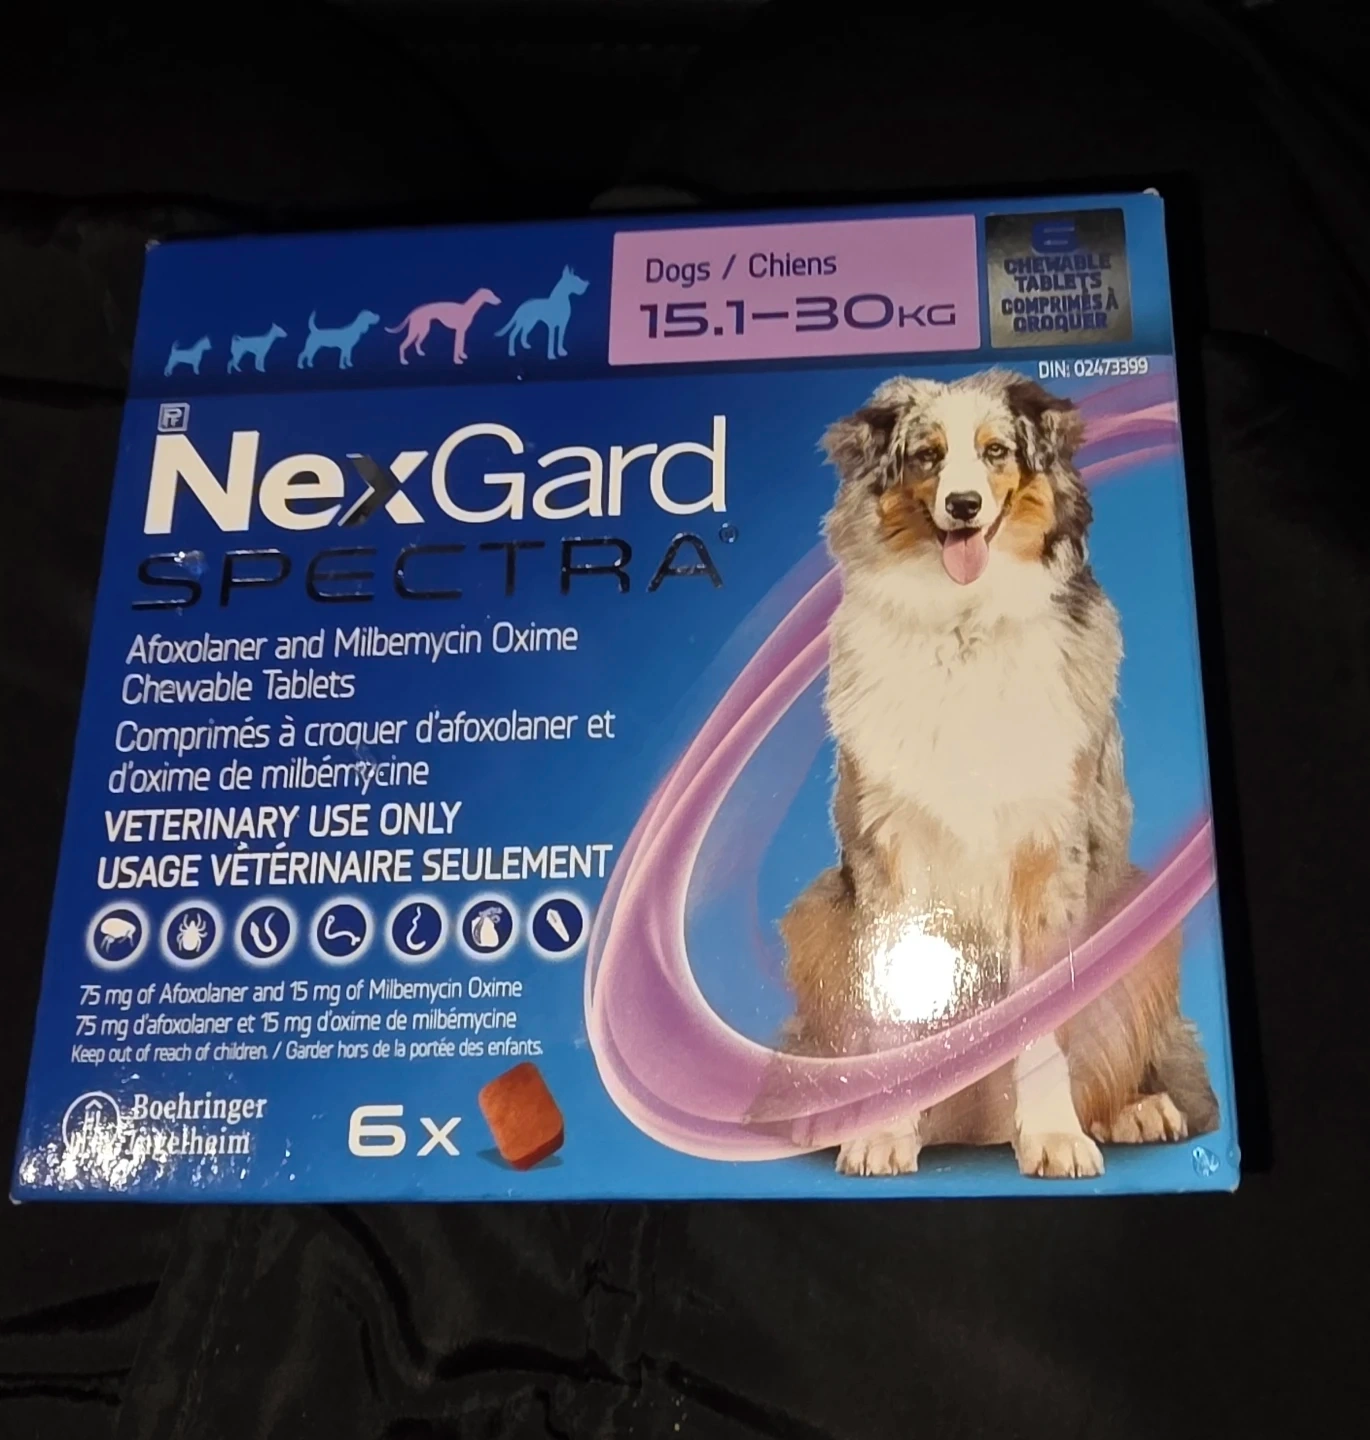 Dogs / Chiens
15.1–30KG
6
CHEWABLE
TABLETS
COMPRIMÉS À
CROQUER
DIN: 02473399
Pr
NexGard
SPECTRA
Afoxolaner and Milbemycin Oxime
Chewable Tablets
Comprimés à croquer d'afoxolaner et
d'oxime de milbémycine
VETERINARY USE ONLY
USAGE VÉTÉRINAIRE SEULEMENT
75 mg of Afoxolaner and 15 mg of Milbemycin Oxime
75 mg d'afoxolaner et 15 mg d'oxime de milbémycine
Keep out of reach of children. / Garder hors de la portée des enfants.
Boehringer
Ingelheim
6x